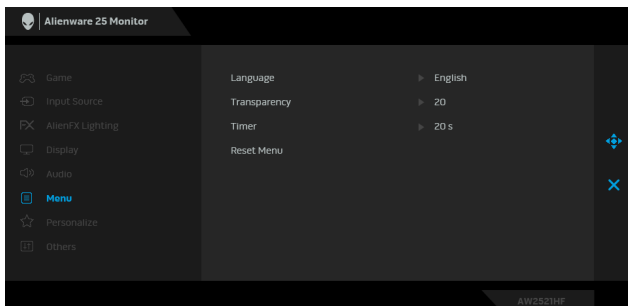 Alienware 25 Monitor
Game
Input Source
AlienFX Lighting
Display
Audio
Menu
Personalize
Others
Language English
Transparency 20
Timer 20 s
Reset Menu
AW2521HF